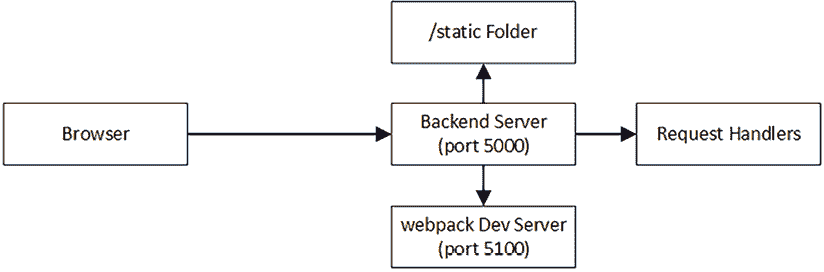 /static Folder
Browser
Backend Server
(port 5000)
Request Handlers
webpack Dev Server
(port 5100)